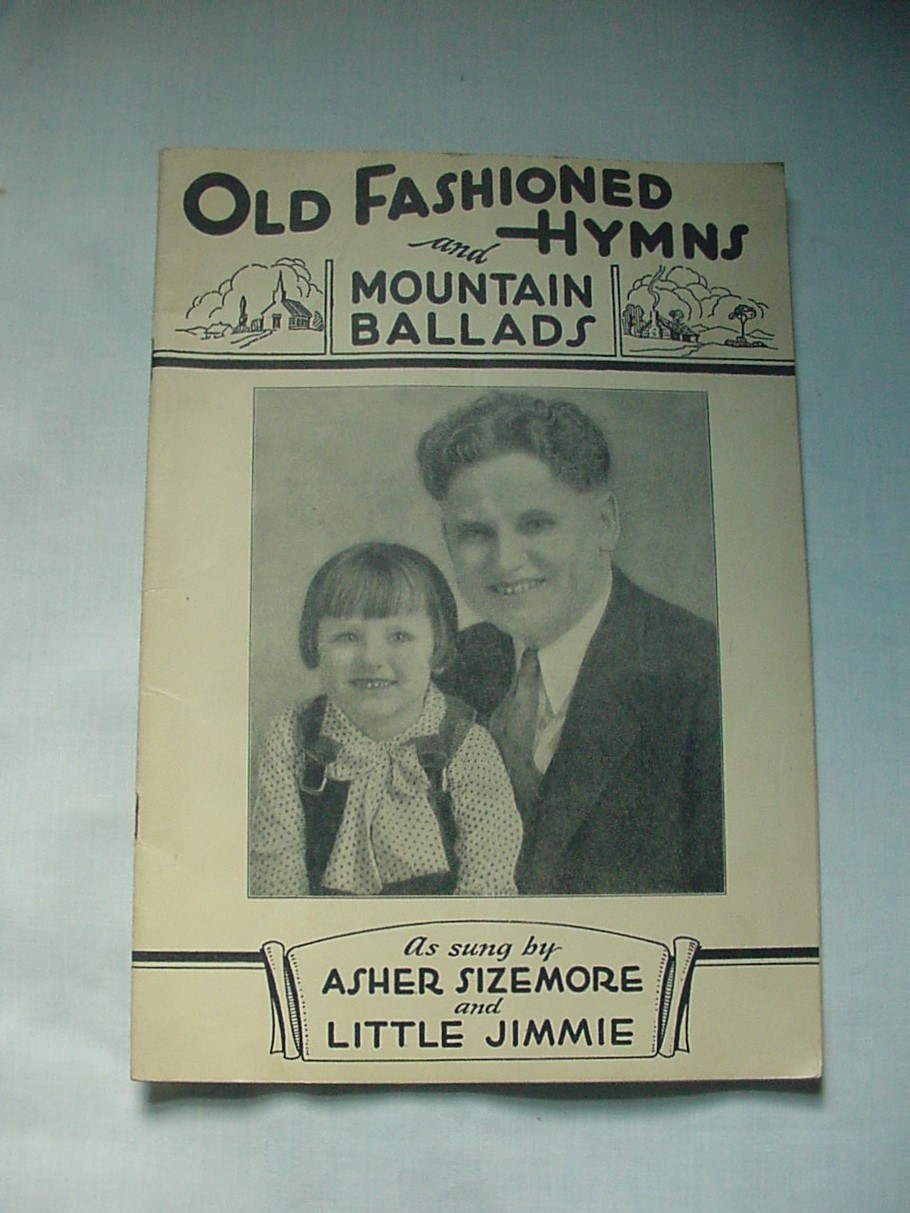 OLD FASHIONED
HYMNS
and
MOUNTAIN
BALLADS
As sung by
ASHER SIZEMORE
and
LITTLE JIMMIE